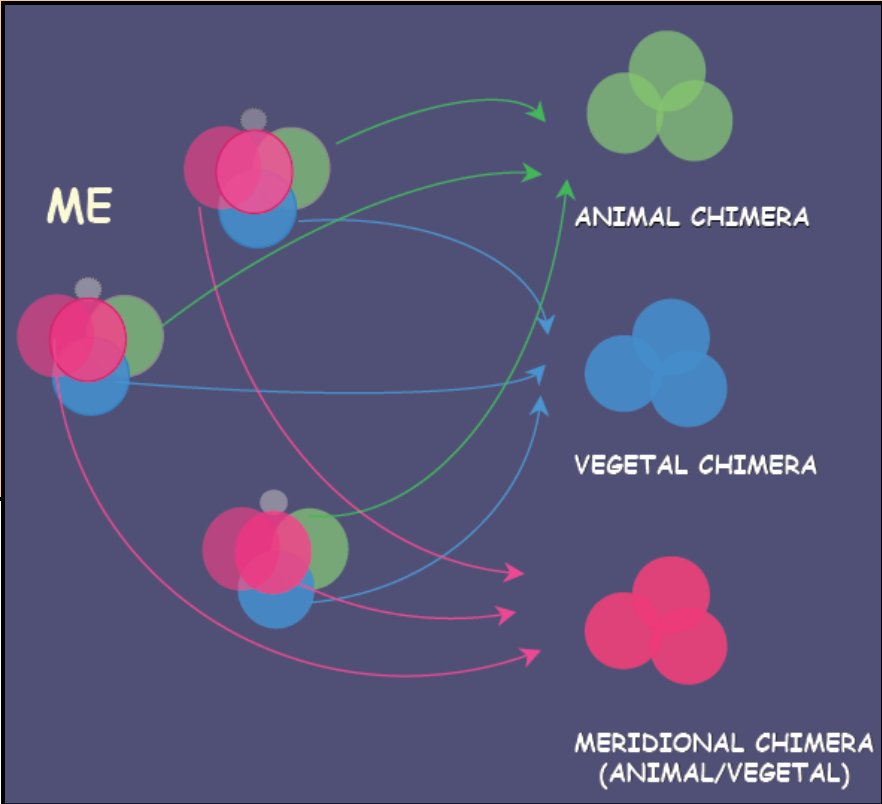 ME
ANIMAL CHIMERA
VEGETAL CHIMERA
MERIDIONAL CHIMERA
(ANIMAL/VEGETAL)